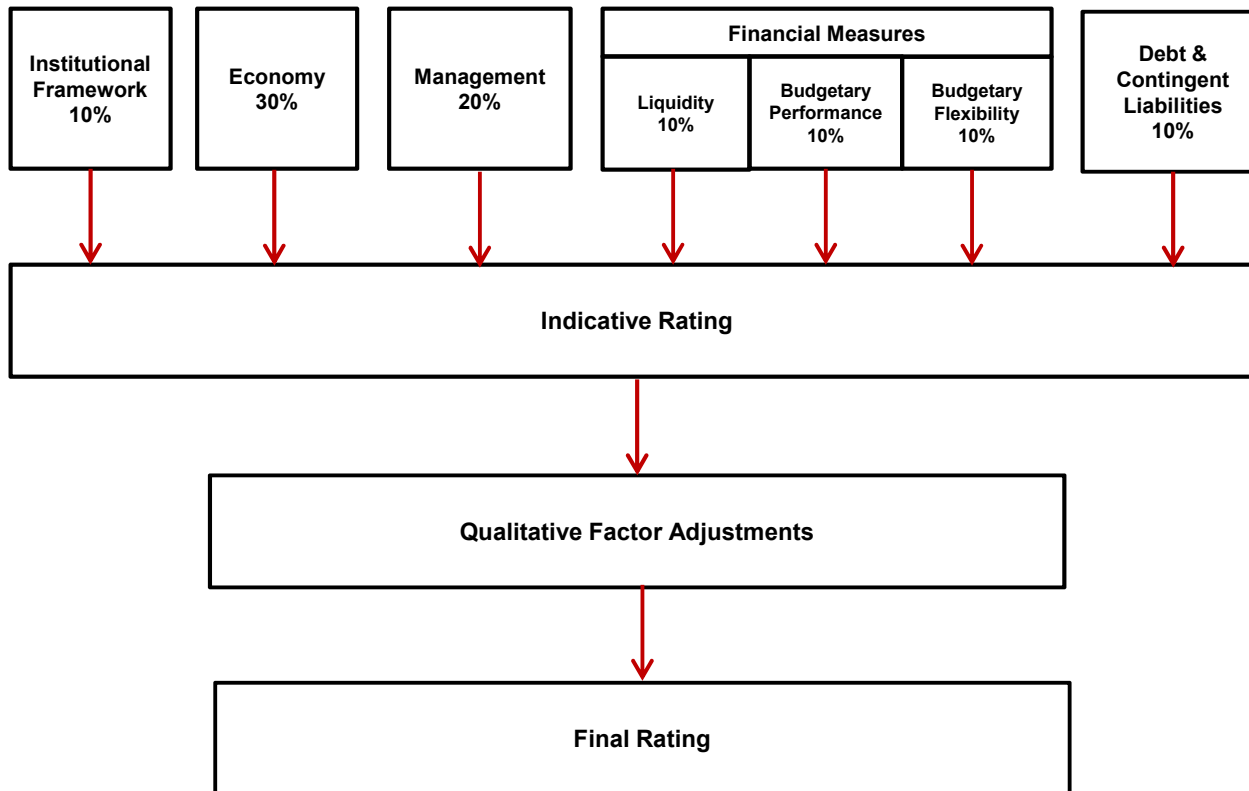 Institutional
Framework
10%
Economy
30%
Management
20%
Financial Measures
Liquidity
10%
Budgetary
Performance
10%
Budgetary
Flexibility
10%
Debt &
Contingent
Liabilities
10%
Indicative Rating
Qualitative Factor Adjustments
Final Rating